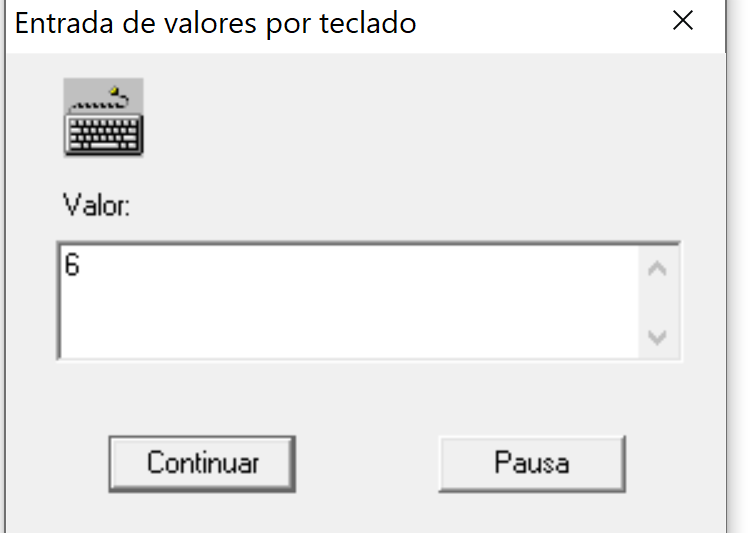 Entrada de valores por teclado
Valor:
6
Continuar
Pausa